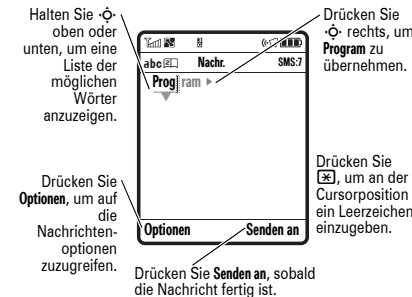 Halten Sie
oben oder
unten, um eine
Liste der
möglichen
Wörter
anzuzeigen.
Drücken Sie
rechts, um
Program zu
übernehmen.
abc
Nachr.
SMS:7
Program
Drücken Sie
, um an der
Cursorposition
ein Leerzeichen
einzugeben.
Drücken Sie
Optionen, um auf
die
Nachrichten-
optionen
zuzugreifen.
Optionen
Senden an
Drücken Sie Senden an, sobald
die Nachricht fertig ist.